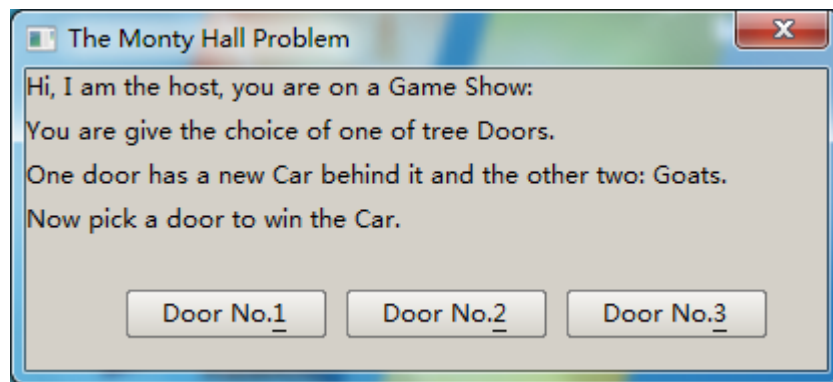 The Monty Hall Problem
Hi, I am the host, you are on a Game Show:
You are give the choice of one of tree Doors.
One door has a new Car behind it and the other two: Goats.
Now pick a door to win the Car.
Door No.1 Door No.2 Door No.3